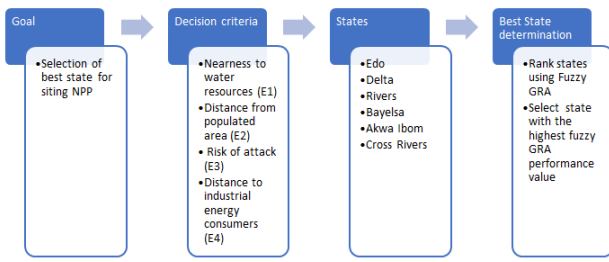 Goal
•Selection of
best state for
siting NPP
Decision criteria
•Nearness to
water
resources (E1)
•Distance from
populated
area (E2)
• Risk of attack
(E3)
•Distance to
industrial
energy
consumers
(E4)
States
•Edo
•Delta
•Rivers
•Bayelsa
•Akwa Ibom
•Cross Rivers
Best State
determination
•Rank states
using Fuzzy
GRA
•Select state
with the
highest fuzzy
GRA
performance
value